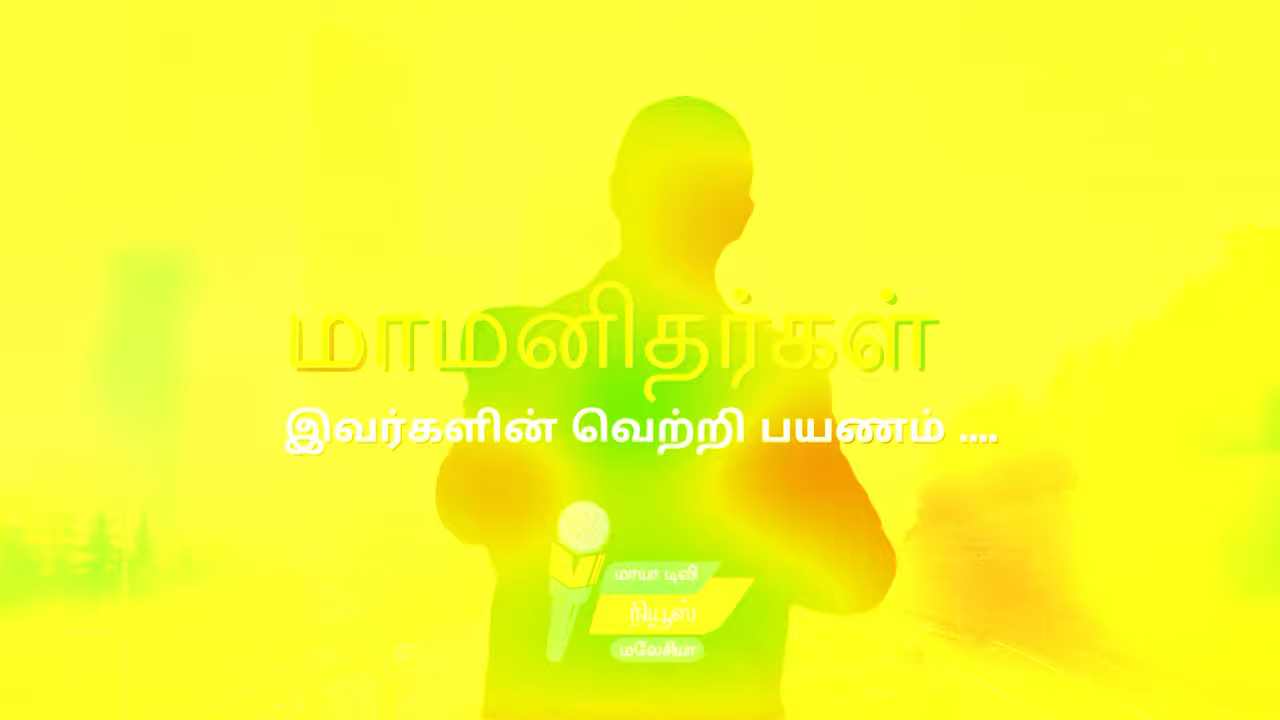 மாமனிதர்கள்
இவர்களின் வெற்றி பயணம் ....
மாயா டிவி
நியூஸ்
மலேசியா